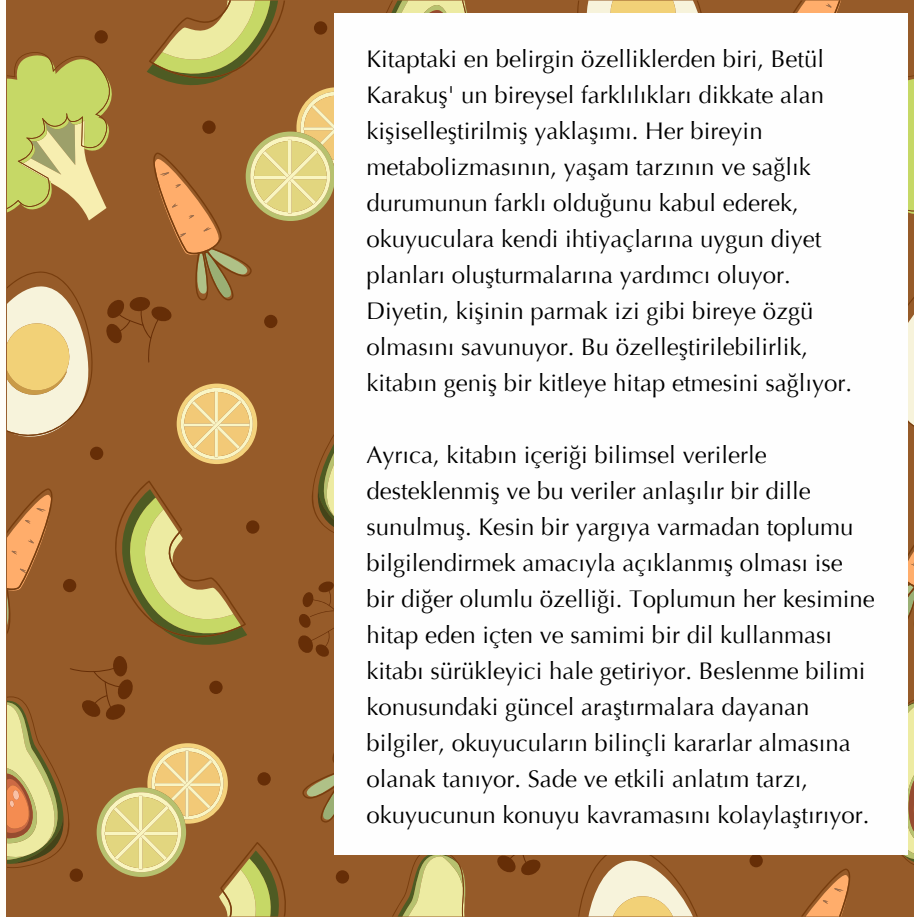 Kitaptaki en belirgin özelliklerden biri, Betül
Karakuş' un bireysel farklılıkları dikkate alan
kişiselleştirilmiş yaklaşımı. Her bireyin
metabolizmasının, yaşam tarzının ve sağlık
durumunun farklı olduğunu kabul ederek,
okuyuculara kendi ihtiyaçlarına uygun diyet
planları oluşturmalarına yardımcı oluyor.
Diyetin, kişinin parmak izi gibi bireye özgü
olmasını savunuyor. Bu özelleştirilebilirlik,
kitabın geniş bir kitleye hitap etmesini sağlıyor.

Ayrıca, kitabın içeriği bilimsel verilerle
desteklenmiş ve bu veriler anlaşılır bir dille
sunulmuş. Kesin bir yargıya varmadan toplumu
bilgilendirmek amacıyla açıklanmış olması ise
bir diğer olumlu özelliği. Toplumun her kesimine
hitap eden içten ve samimi bir dil kullanması
kitabı sürükleyici hale getiriyor. Beslenme bilimi
konusundaki güncel araştırmalara dayanan
bilgiler, okuyucuların bilinçli kararlar almasına
olanak tanıyor. Sade ve etkili anlatım tarzı,
okuyucunun konuyu kavramasını kolaylaştırıyor.